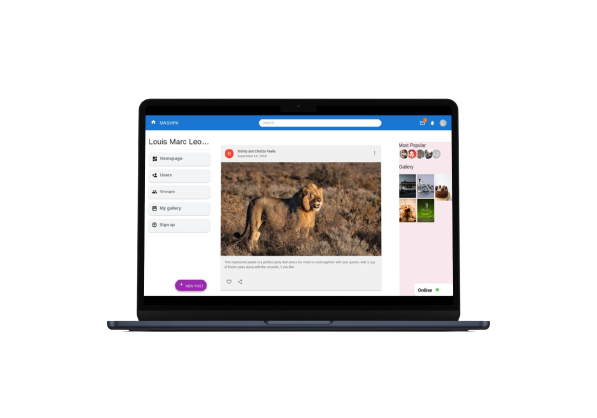 MASHPA
Search
Louis Marc Leo...
Homepage
Users
Groups
My gallery
Sign up
+ NEW POST
R
Shrimp and Chorizo Paella
September 14, 2016
This impressive paella is a perfect party dish and a fun meal to cook together with your guests. Add 1 cup
of frozen peas along with the mussels, if you like.
Most Popular
Gallery
Online